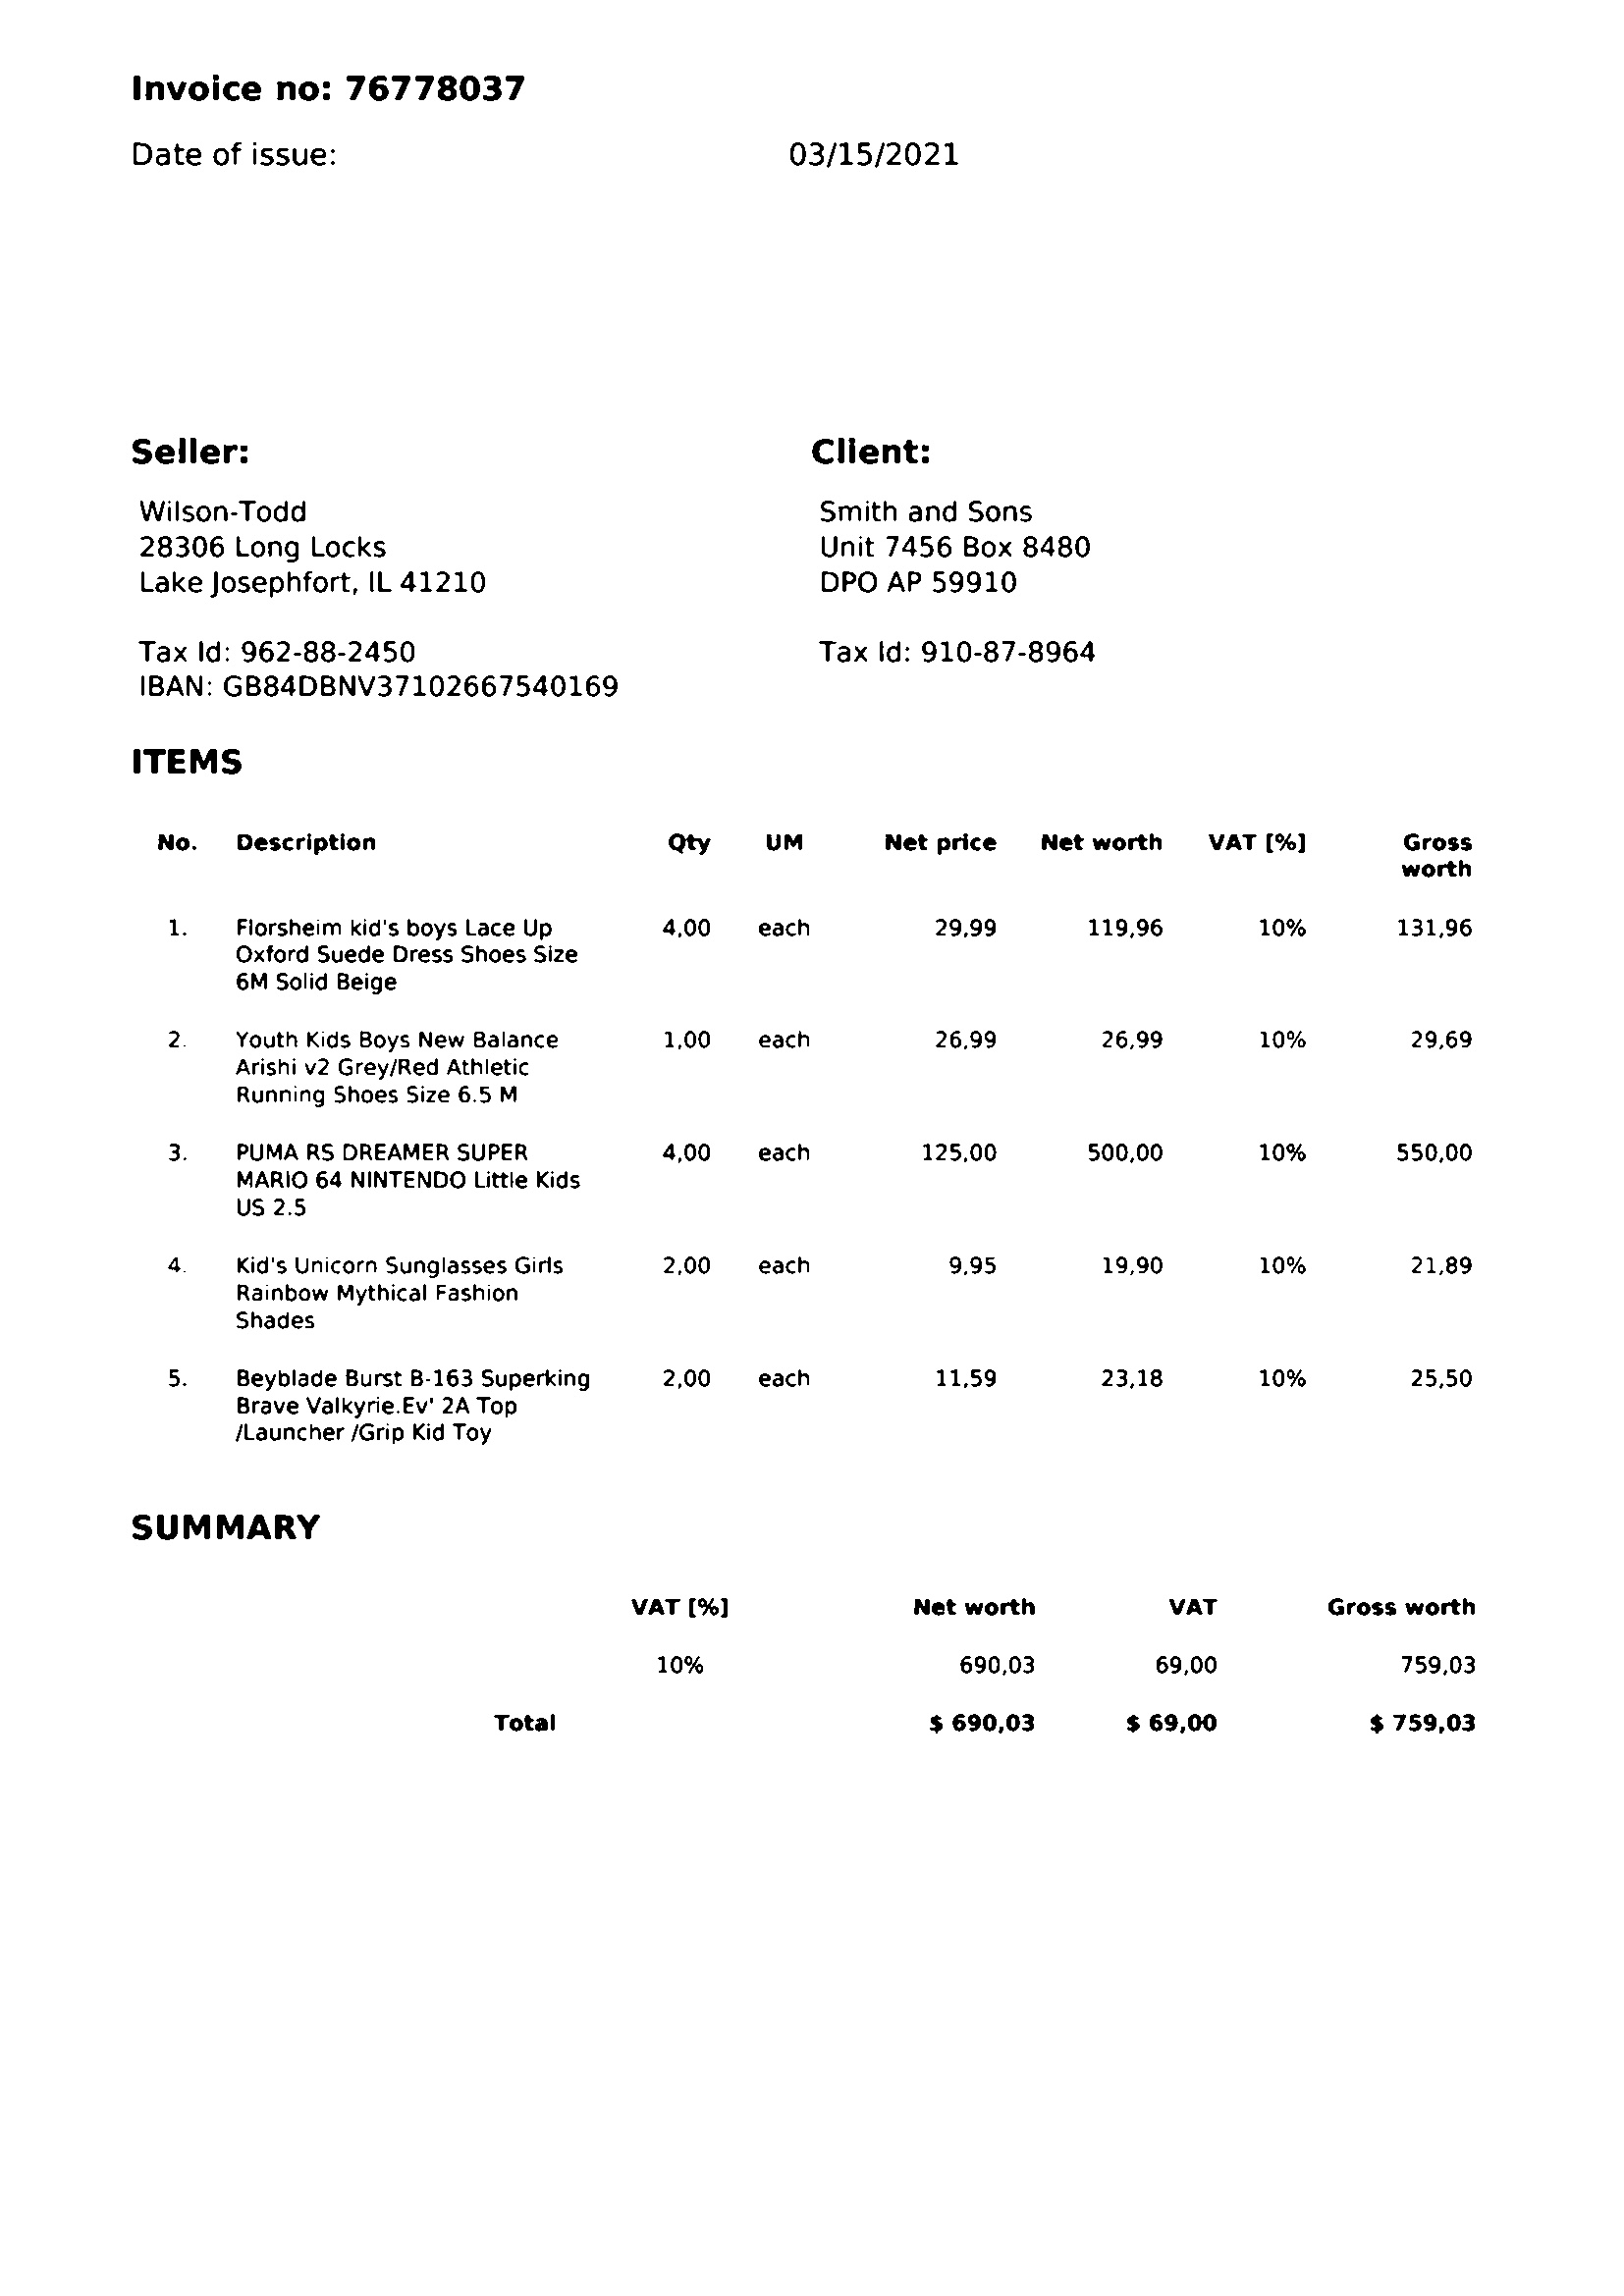 Invoice no: 76778037
Date of issue: 03/15/2021
Seller: Client:
Wilson-Todd Smith and Sons
28306 Long Locks Unit 7456 Box 8480
Lake Josephfort, IL 41210 DPO AP 59910
Tax Id: 962-88-2450 Tax Id: 910-87-8964
IBAN: GB84DBNV37102667540169
ITEMS
No. Description Qty UM Net price Net worth VAT [%] Gross
worth
1. Florsheim kid's boys Lace Up 4,00 each 29,99 119,96 10% 131,96
Oxford Suede Dress Shoes Size
6M Solid Beige
2. Youth Kids Boys New Balance 1,00 each 26,99 26,99 10% 29,69
Arishi v2 Grey/Red Athletic
Running Shoes Size 6.5 M
3. PUMA RS DREAMER SUPER 4,00 each 125,00 500,00 10% 550,00
MARIO 64 NINTENDO Little Kids
US 2.5
4. Kid's Unicorn Sunglasses Girls 2,00 each 9,95 19,90 10% 21,89
Rainbow Mythical Fashion
Shades
5. Beyblade Burst B-163 Superking 2,00 each 11,59 23,18 10% 25,50
Brave Valkyrie.Ev' 2A Top
/Launcher /Grip Kid Toy
SUMMARY
VAT [%] Net worth VAT Gross worth
10% 690,03 69,00 759,03
Total $ 690,03 $ 69,00 $ 759,03